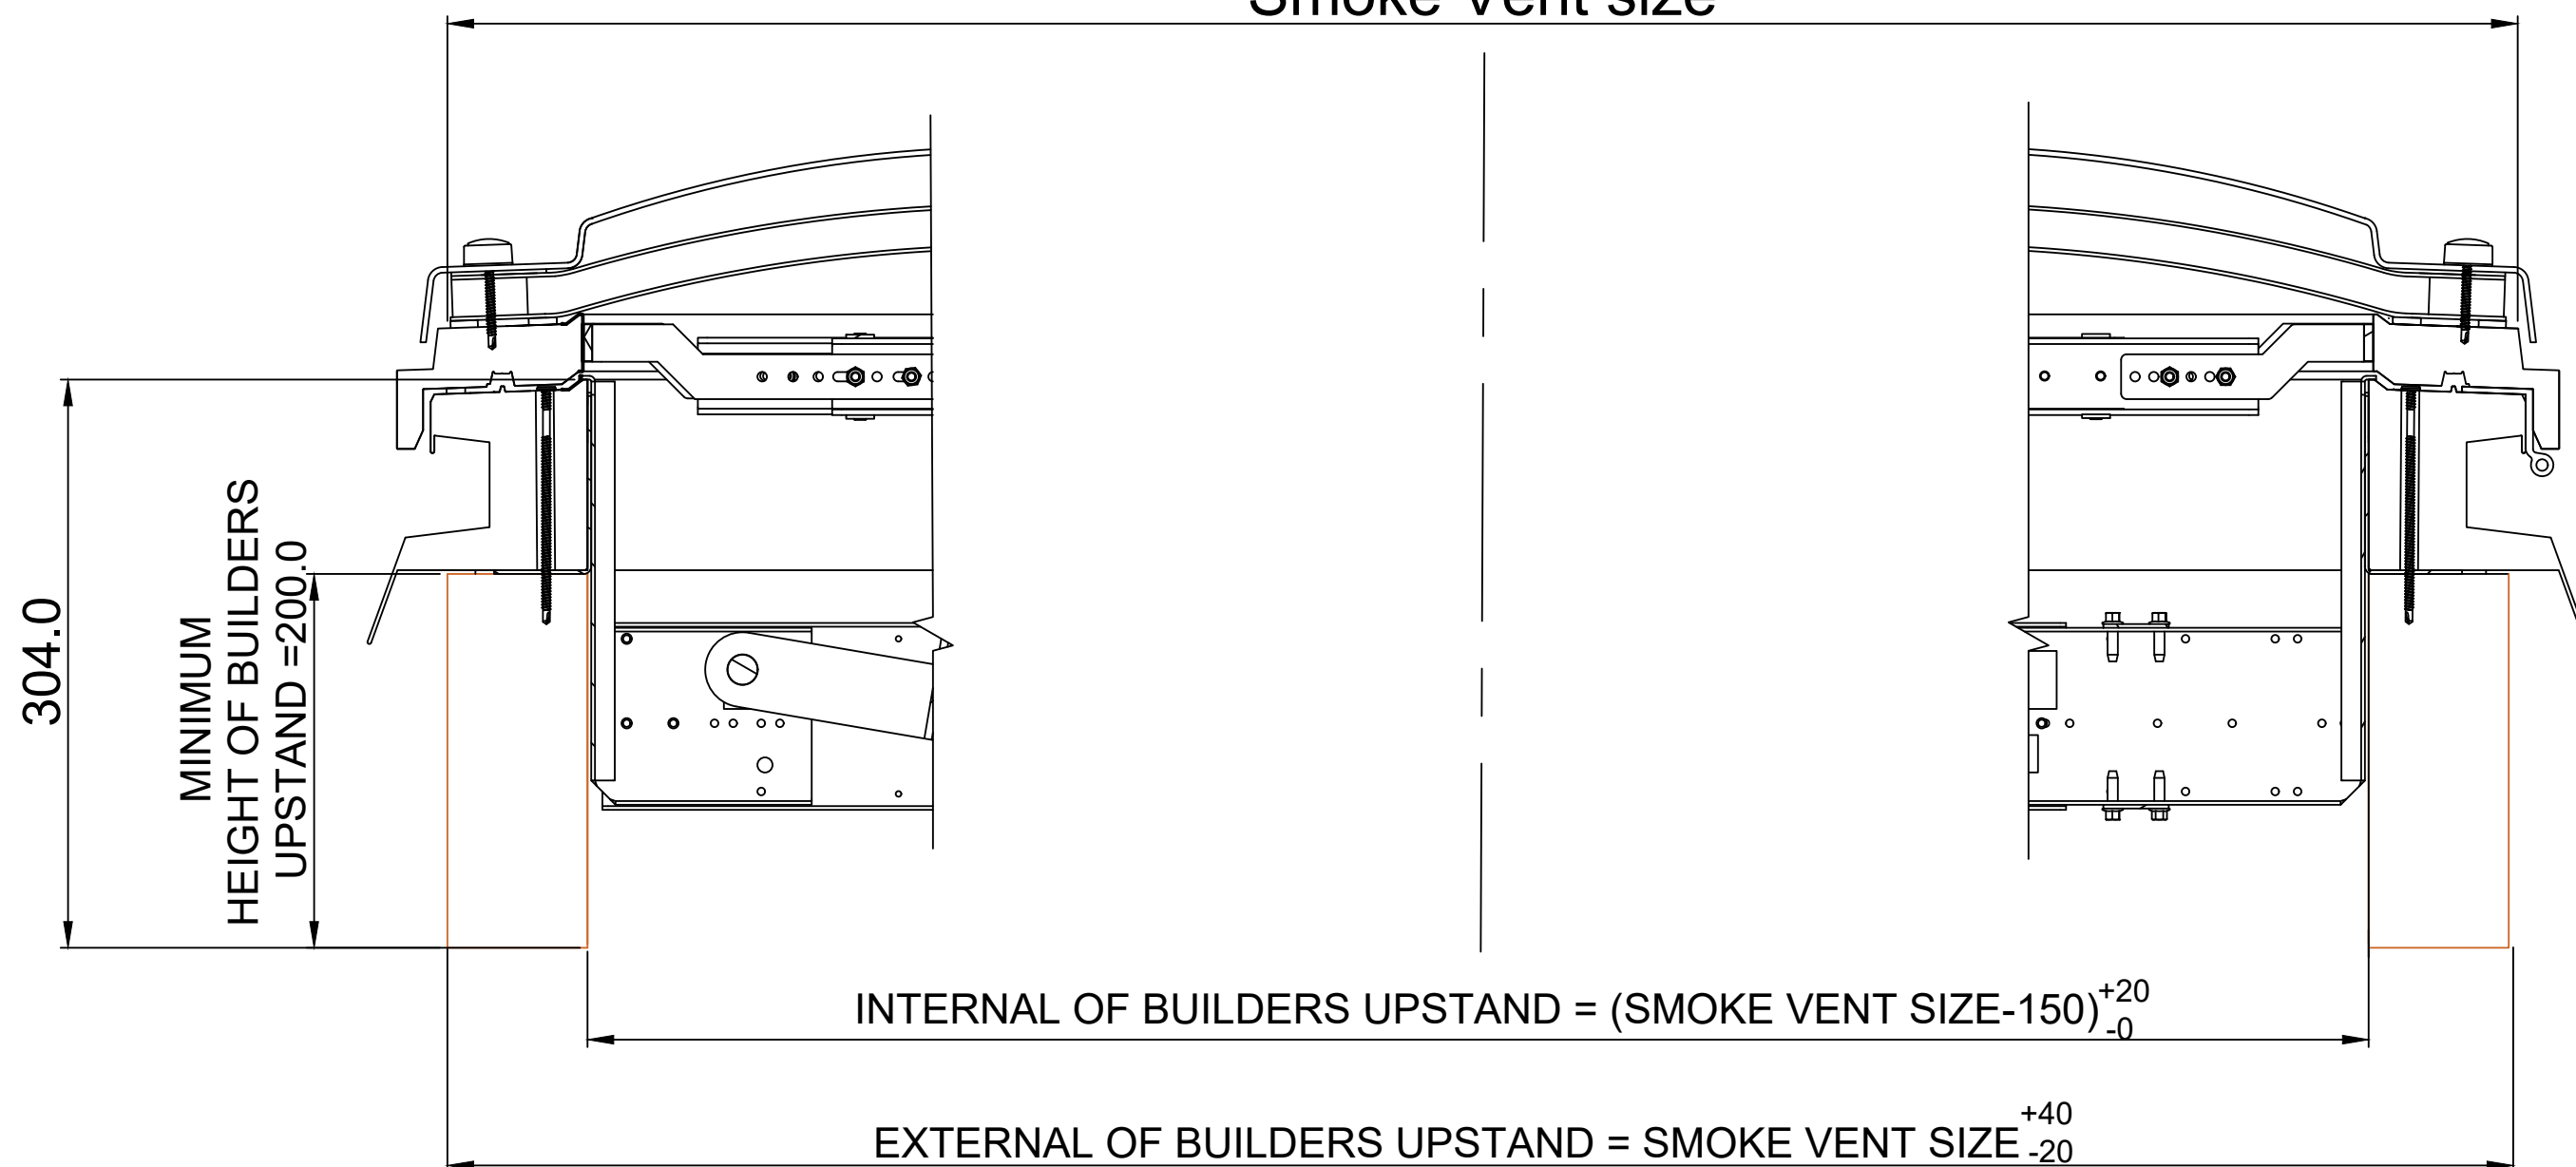 Smoke Vent size
304.0
MINIMUM
HEIGHT OF BUILDERS
UPSTAND =200.0
INTERNAL OF BUILDERS UPSTAND = (SMOKE VENT SIZE-150) +20
-0
EXTERNAL OF BUILDERS UPSTAND = SMOKE VENT SIZE +40
-20